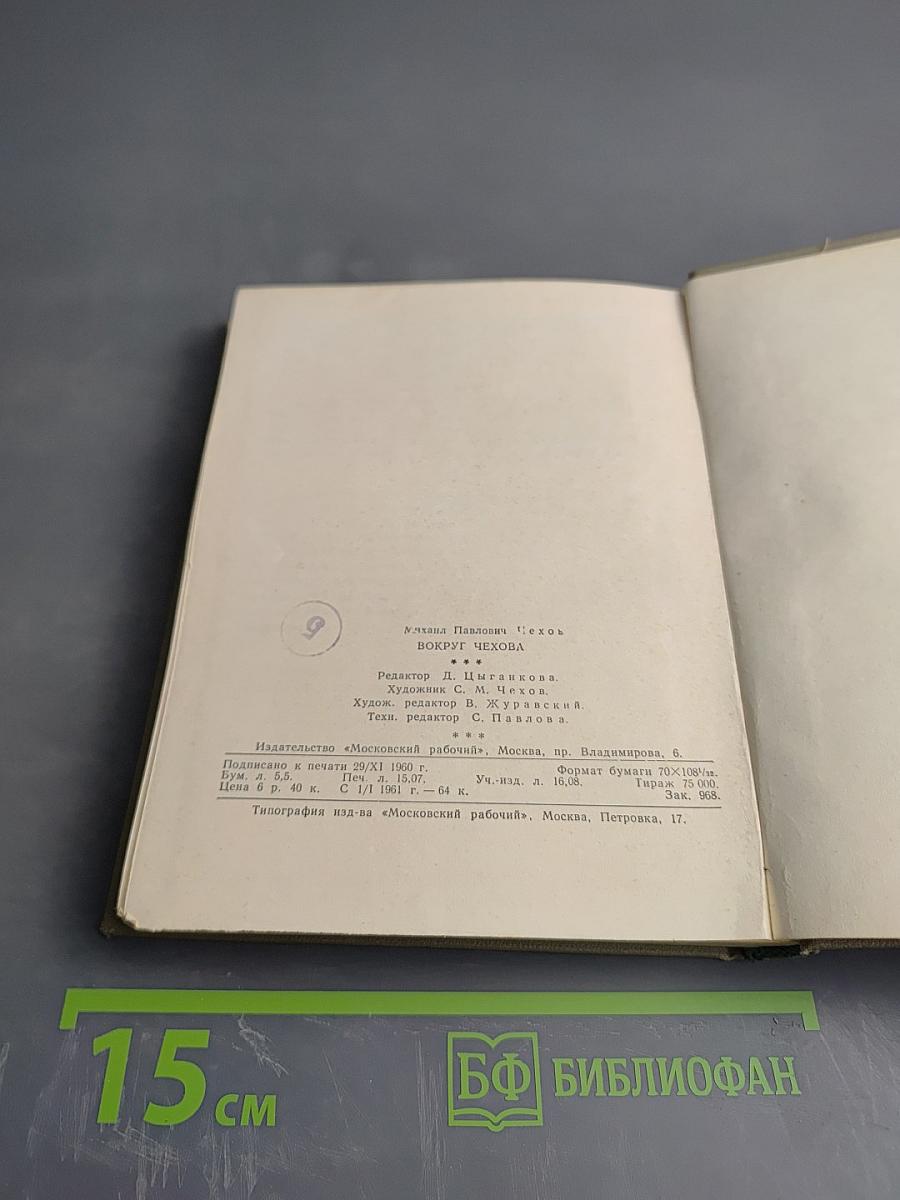 Михаил Павлович Чехов
ВОКРУГ ЧЕХОВА
* * *
Редактор Д. Цыганкова.
Художник С. М. Чехов.
Худож. редактор В. Журавский.
Техн. редактор С. Павлова.
* * *
Издательство «Московский рабочий», Москва, пр. Владимирова, 6.
Подписано к печати 29/XI 1960 г. Формат бумаги 70×108¹/₃₂.
Бум. л. 5,5. Печ. л. 15,07. Уч.-изд. л. 16,08. Тираж 75 000.
Цена 6 р. 40 к. С 1/I 1961 г. — 64 к. Зак. 968.
Типография изд-ва «Московский рабочий», Москва, Петровка, 17.
15 см
БФ БИБЛИОФАН